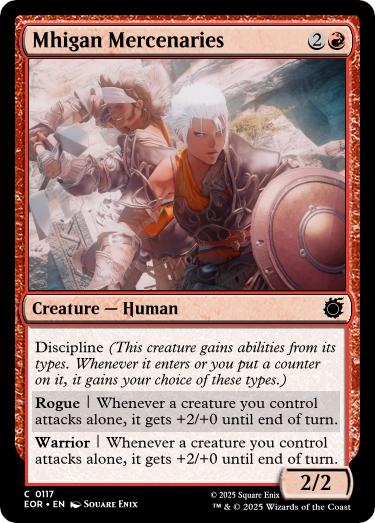 Mhigan Mercenaries 2
Creature — Human
Discipline (This creature gains abilities from its
types. Whenever it enters or you put a counter
on it, it gains your choice of these types.)
Rogue | Whenever a creature you control
attacks alone, it gets +2/+0 until end of turn.
Warrior | Whenever a creature you control
attacks alone, it gets +2/+0 until end of turn.
2/2
C 0117
EOR • EN SQUARE ENIX
© 2025 Square Enix
™ & © 2025 Wizards of the Coast